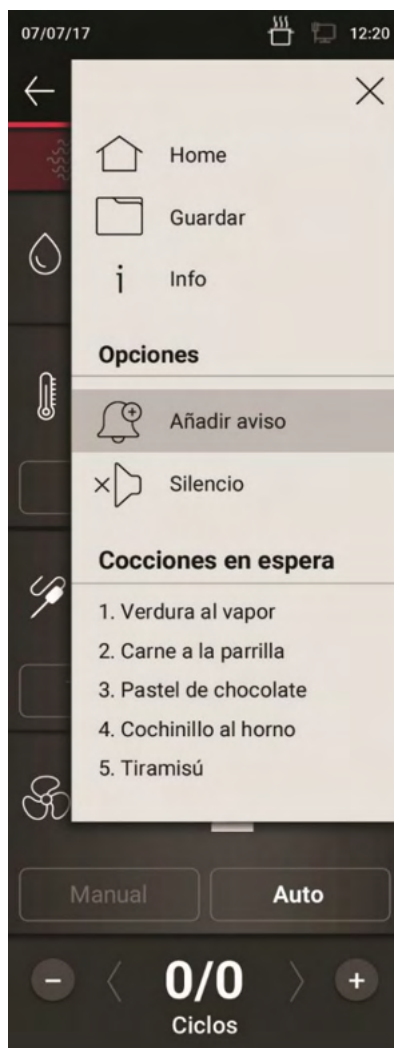 07/07/17 12:20
Home
Guardar
i Info
Opciones
Añadir aviso
Silencio
Cocciones en espera
1. Verdura al vapor
2. Carne a la parrilla
3. Pastel de chocolate
4. Cochinillo al horno
5. Tiramisú
Manual Auto
0/0
Ciclos